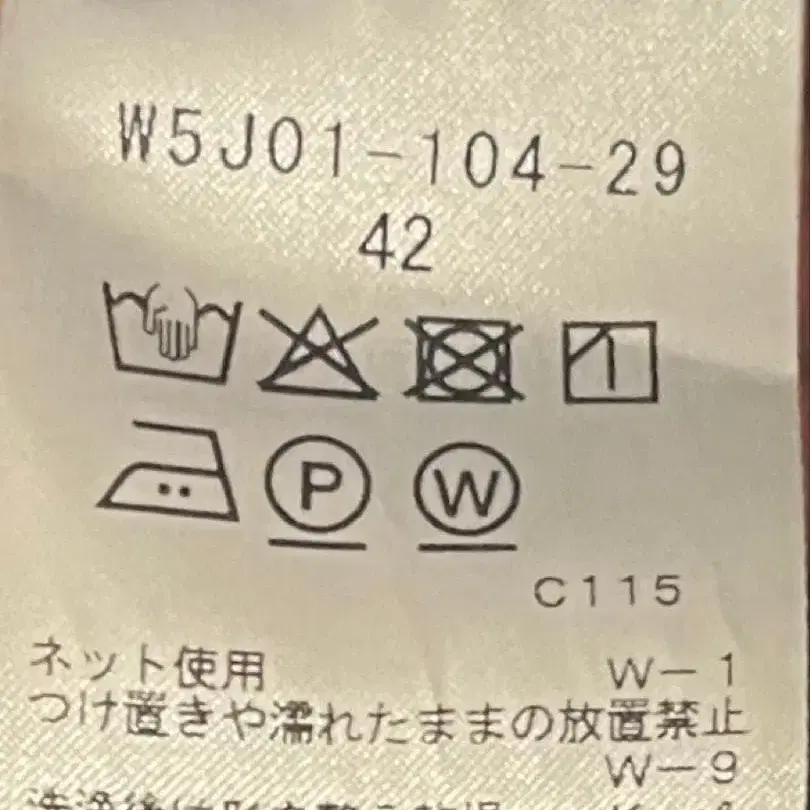 W5J01-104-29
42
P W
C115
ネット使用 W-1
つけ置きや濡れたままの放置禁止
W-9